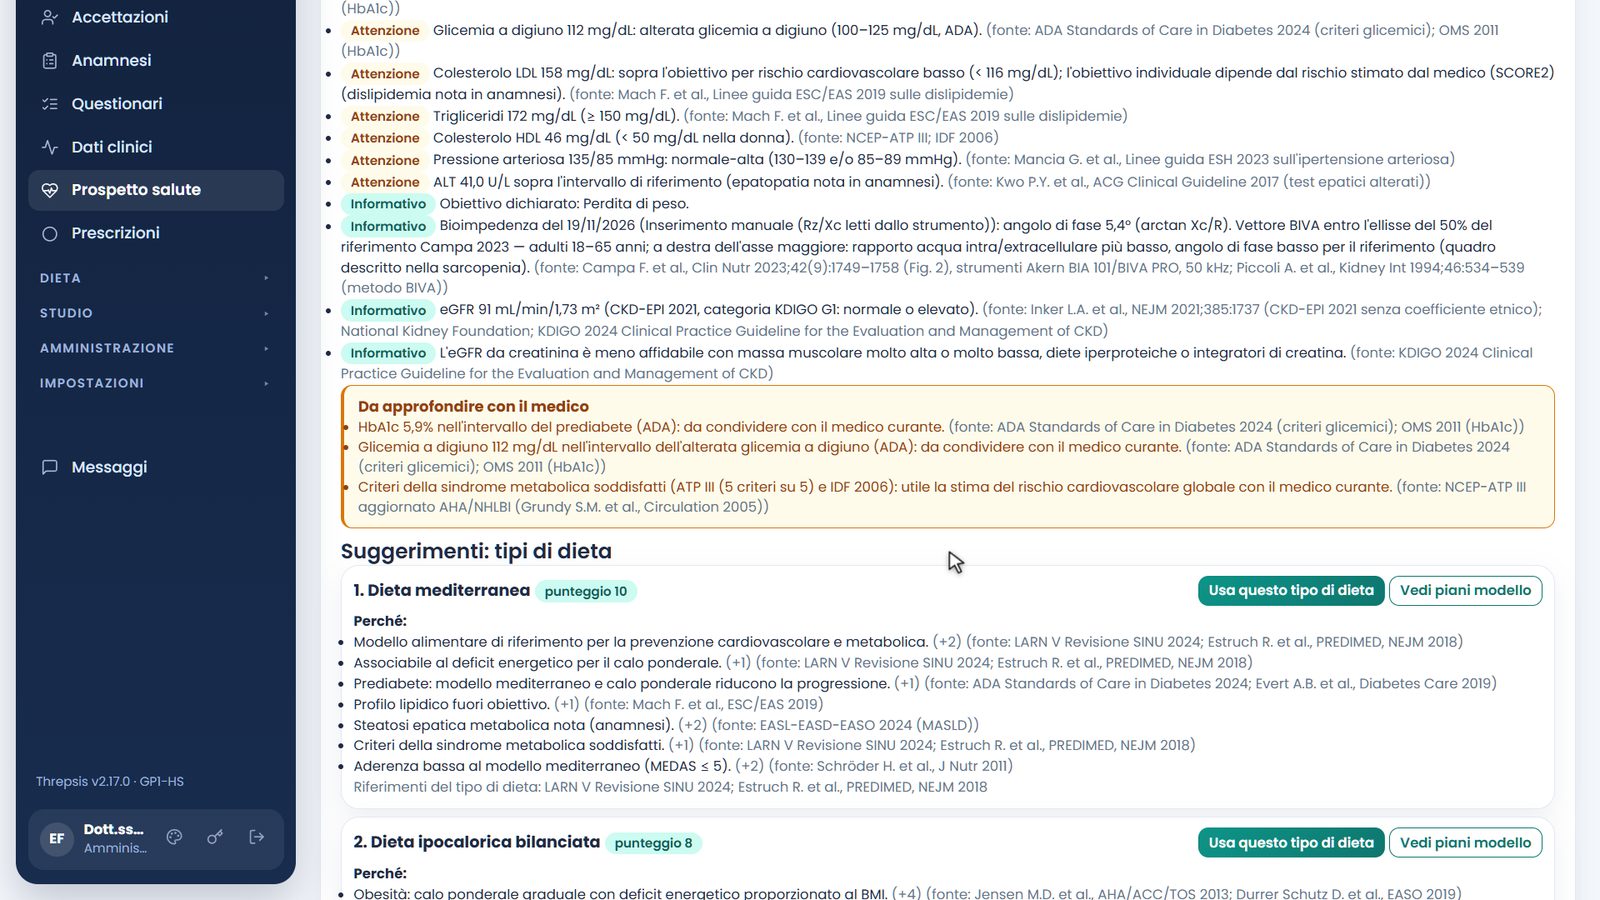 Accettazioni
Anamnesi
Questionari
Dati clinici
Prospetto salute
Prescrizioni
DIETA
STUDIO
AMMINISTRAZIONE
IMPOSTAZIONI
Messaggi
Threpsis v2.17.0 · GP1-HS
EF
Dott.ss...
Amminis...
(HbA1c))
Attenzione Glicemia a digiuno 112 mg/dL: alterata glicemia a digiuno (100–125 mg/dL, ADA). (fonte: ADA Standards of Care in Diabetes 2024 (criteri glicemici); OMS 2011
(HbA1c))
Attenzione Colesterolo LDL 158 mg/dL: sopra l'obiettivo per rischio cardiovascolare basso (< 116 mg/dL); l'obiettivo individuale dipende dal rischio stimato dal medico (SCORE2)
(dislipidemia nota in anamnesi). (fonte: Mach F. et al., Linee guida ESC/EAS 2019 sulle dislipidemie)
Attenzione Trigliceridi 172 mg/dL (≥ 150 mg/dL). (fonte: Mach F. et al., Linee guida ESC/EAS 2019 sulle dislipidemie)
Attenzione Colesterolo HDL 46 mg/dL (< 50 mg/dL nella donna). (fonte: NCEP-ATP III; IDF 2006)
Attenzione Pressione arteriosa 135/85 mmHg: normale-alta (130–139 e/o 85–89 mmHg). (fonte: Mancia G. et al., Linee guida ESH 2023 sull'ipertensione arteriosa)
Attenzione ALT 41,0 U/L sopra l'intervallo di riferimento (epatopatia nota in anamnesi). (fonte: Kwo P.Y. et al., ACG Clinical Guideline 2017 (test epatici alterati))
Informativo Obiettivo dichiarato: Perdita di peso.
Informativo Bioimpedenza del 19/11/2026 (Inserimento manuale (Rz/Xc letti dallo strumento)): angolo di fase 5,4° (arctan Xc/R). Vettore BIVA entro l'ellisse del 50% del
riferimento Campa 2023 — adulti 18–65 anni; a destra dell'asse maggiore: rapporto acqua intra/extracellulare più basso, angolo di fase basso per il riferimento (quadro
descritto nella sarcopenia). (fonte: Campa F. et al., Clin Nutr 2023;42(9):1749–1758 (Fig. 2), strumenti Akern BIA 101/BIVA PRO, 50 kHz; Piccoli A. et al., Kidney Int 1994;46:534–539
(metodo BIVA))
Informativo eGFR 91 mL/min/1,73 m² (CKD-EPI 2021, categoria KDIGO G1: normale o elevato). (fonte: Inker L.A. et al., NEJM 2021;385:1737 (CKD-EPI 2021 senza coefficiente etnico);
National Kidney Foundation; KDIGO 2024 Clinical Practice Guideline for the Evaluation and Management of CKD)
Informativo L'eGFR da creatinina è meno affidabile con massa muscolare molto alta o molto bassa, diete iperproteiche o integratori di creatina. (fonte: KDIGO 2024 Clinical
Practice Guideline for the Evaluation and Management of CKD)
Da approfondire con il medico
HbA1c 5,9% nell'intervallo del prediabete (ADA): da condividere con il medico curante. (fonte: ADA Standards of Care in Diabetes 2024 (criteri glicemici); OMS 2011 (HbA1c))
Glicemia a digiuno 112 mg/dL nell'intervallo dell'alterata glicemia a digiuno (ADA): da condividere con il medico curante. (fonte: ADA Standards of Care in Diabetes 2024
(criteri glicemici); OMS 2011 (HbA1c))
Criteri della sindrome metabolica soddisfatti (ATP III (5 criteri su 5) e IDF 2006): utile la stima del rischio cardiovascolare globale con il medico curante. (fonte: NCEP-ATP III
aggiornato AHA/NHLBI (Grundy S.M. et al., Circulation 2005))
Suggerimenti: tipi di dieta
1. Dieta mediterranea punteggio 10 Usa questo tipo di dieta Vedi piani modello
Perché:
Modello alimentare di riferimento per la prevenzione cardiovascolare e metabolica. (+2) (fonte: LARN V Revisione SINU 2024; Estruch R. et al., PREDIMED, NEJM 2018)
Associabile al deficit energetico per il calo ponderale. (+1) (fonte: LARN V Revisione SINU 2024; Estruch R. et al., PREDIMED, NEJM 2018)
Prediabete: modello mediterraneo e calo ponderale riducono la progressione. (+1) (fonte: ADA Standards of Care in Diabetes 2024; Evert A.B. et al., Diabetes Care 2019)
Profilo lipidico fuori obiettivo. (+1) (fonte: Mach F. et al., ESC/EAS 2019)
Steatosi epatica metabolica nota (anamnesi). (+2) (fonte: EASL-EASD-EASO 2024 (MASLD))
Criteri della sindrome metabolica soddisfatti. (+1) (fonte: LARN V Revisione SINU 2024; Estruch R. et al., PREDIMED, NEJM 2018)
Aderenza bassa al modello mediterraneo (MEDAS ≤ 5). (+2) (fonte: Schröder H. et al., J Nutr 2011)
Riferimenti del tipo di dieta: LARN V Revisione SINU 2024; Estruch R. et al., PREDIMED, NEJM 2018
2. Dieta ipocalorica bilanciata punteggio 8 Usa questo tipo di dieta Vedi piani modello
Perché:
Obesità: calo ponderale graduale con deficit energetico proporzionato al BMI. (+4) (fonte: Jensen M.D. et al., AHA/ACC/TOS 2013; Durrer Schutz D. et al., EASO 2019)